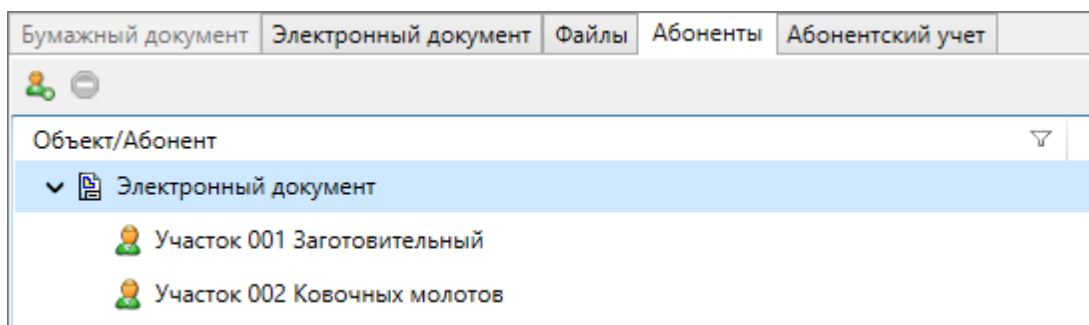 Бумажный документ Электронный документ Файлы Абоненты Абонентский учет
Объект/Абонент
Электронный документ
Участок 001 Заготовительный
Участок 002 Ковочных молотов